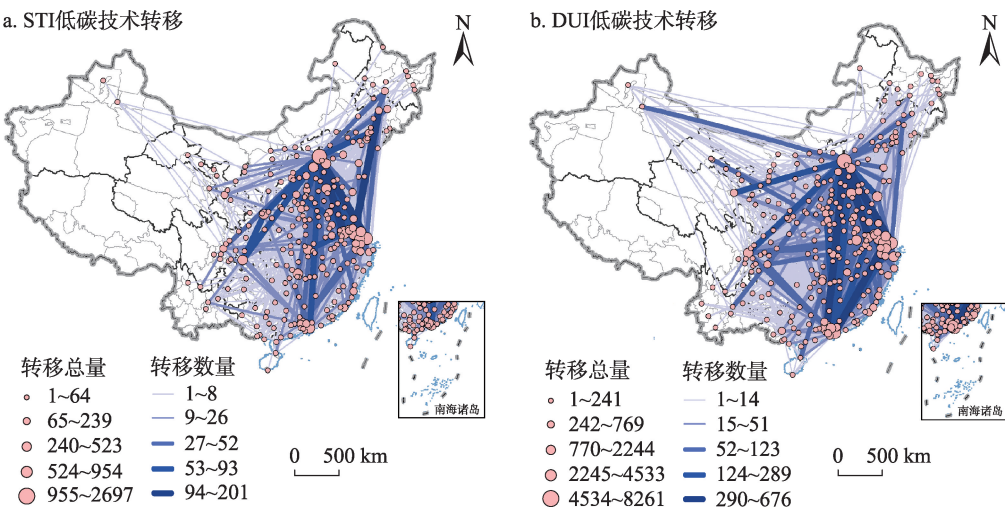 a. STI低碳技术转移
N
转移总量
1~64
65~239
240~523
524~954
955~2697
转移数量
1~8
9~26
27~52
53~93
94~201
0 500 km
南海诸岛
b. DUI低碳技术转移
N
转移总量
1~241
242~769
770~2244
2245~4533
4534~8261
转移数量
1~14
15~51
52~123
124~289
290~676
0 500 km
南海诸岛